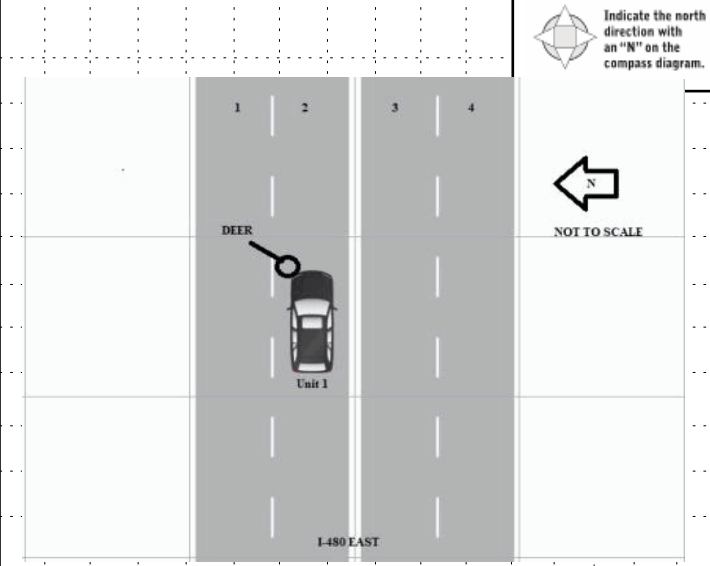 Indicate the north
direction with
an “N” on the
compass diagram.
1
2
3
4
N
DEER
NOT TO SCALE
Unit 1
I-480 EAST